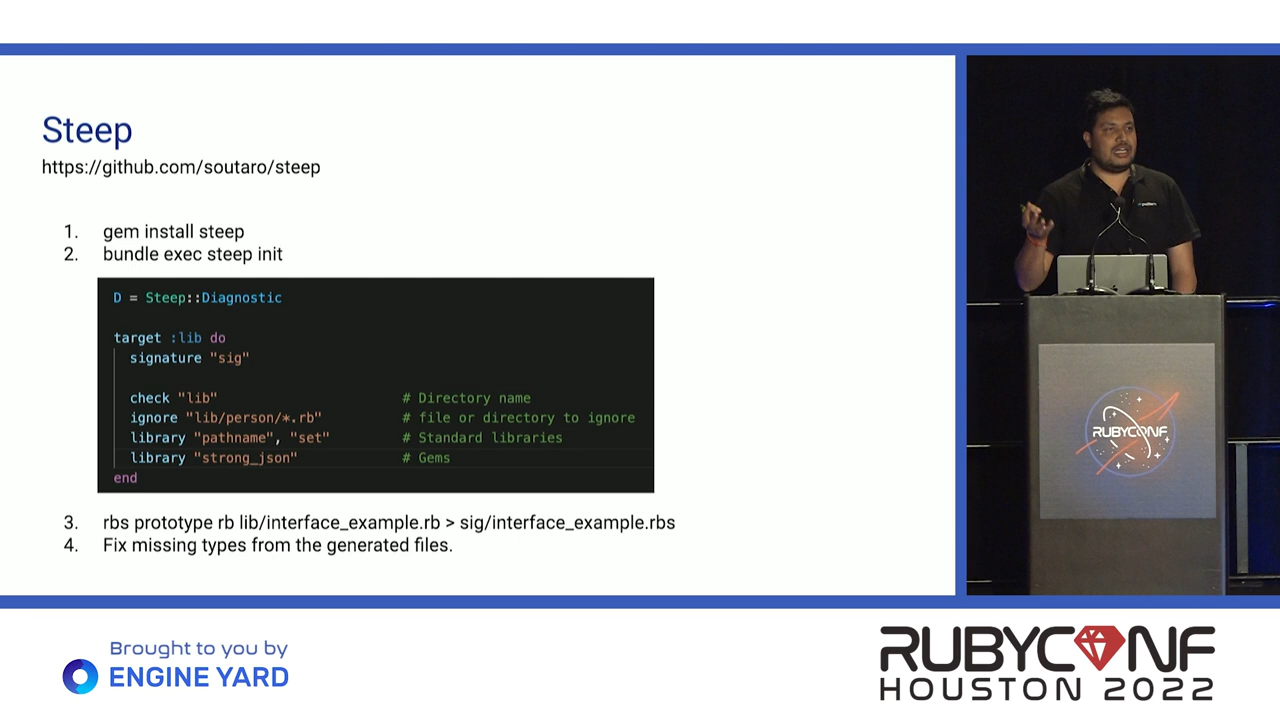 Steep
https://github.com/soutaro/steep
1. gem install steep
2. bundle exec steep init
D = Steep::Diagnostic
target :lib do
signature "sig"
check "lib" # Directory name
ignore "lib/person/*.rb" # file or directory to ignore
library "pathname", "set" # Standard libraries
library "strong_json" # Gems
end
3. rbs prototype rb lib/interface_example.rb > sig/interface_example.rbs
4. Fix missing types from the generated files.
RUBYCONF
Brought to you by
ENGINE YARD
RUBYCONF
HOUSTON 2022